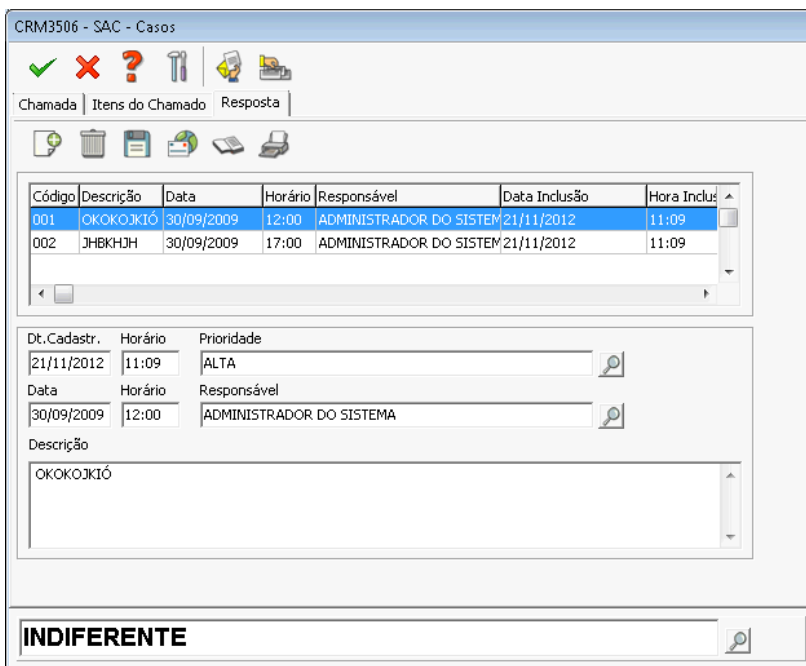 CRM3506 - SAC - Casos
Chamada Itens do Chamado Resposta
Código Descrição Data Horário Responsável Data Inclusão Hora Inclus
001 OKOKOJKIÓ 30/09/2009 12:00 ADMINISTRADOR DO SISTEM 21/11/2012 11:09
002 JHBKHJH 30/09/2009 17:00 ADMINISTRADOR DO SISTEM 21/11/2012 11:09
Dt.Cadastr. Horário Prioridade
21/11/2012 11:09 ALTA
Data Horário Responsável
30/09/2009 12:00 ADMINISTRADOR DO SISTEMA
Descrição
OKOKOJKIÓ
INDIFERENTE